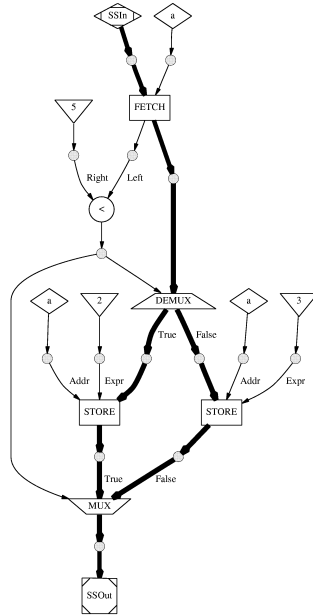 SSIn
a
5
FETCH
Right
Left
<
DEMUX
a
2
a
3
True
False
Addr
Expr
Addr
Expr
STORE
STORE
True
False
MUX
SSOut